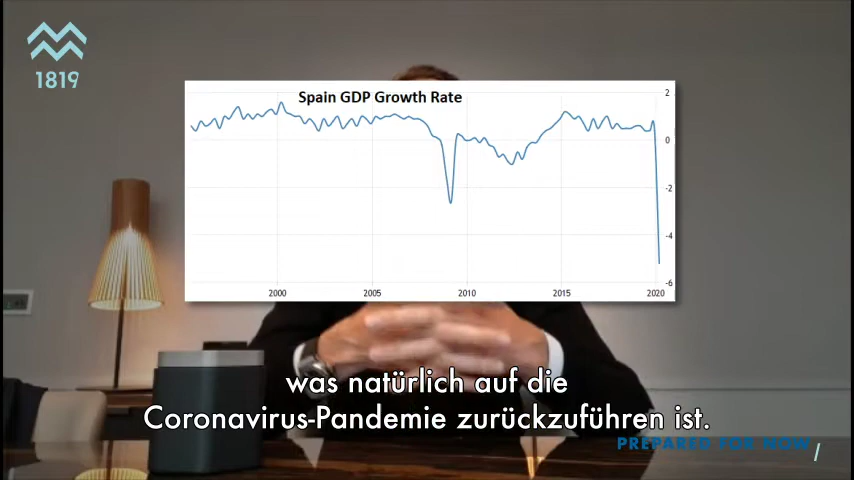 1819
Spain GDP Growth Rate
2
0
-2
-4
-6
2000 2005 2010 2015 2020
was natürlich auf die
Coronavirus-Pandemie zurückzuführen ist.
PREPARED FOR NOW /